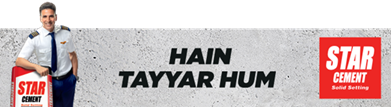 HAIN
TAYYAR HUM
STAR
CEMENT
Solid Setting
STAR
CEMENT